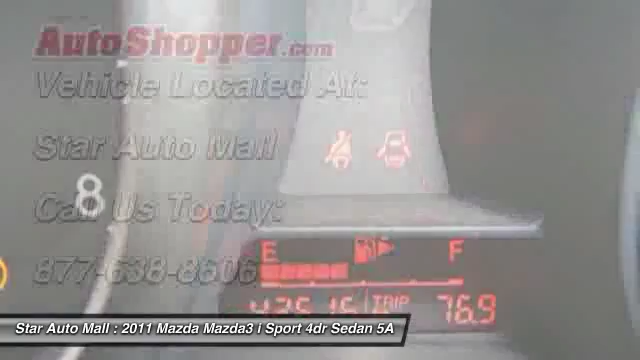 AutoShopper.com
Vehicle Located At:
Star Auto Mall
8
Call Us Today:
877-638-8606
E F
TRIP 76.9
Star Auto Mall : 2011 Mazda Mazda3 i Sport 4dr Sedan 5A